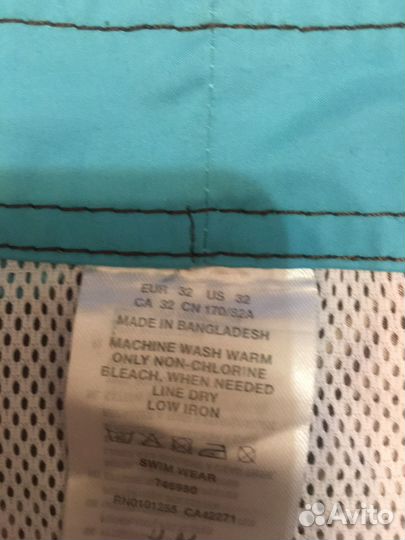 EUR 32 US 32
CA 32 CN 170/82A
MADE IN BANGLADESH
MACHINE WASH WARM
ONLY NON-CHLORINE
BLEACH, WHEN NEEDED
LINE DRY
LOW IRON
SWIM WEAR
RN0101255 CA42271
Avito